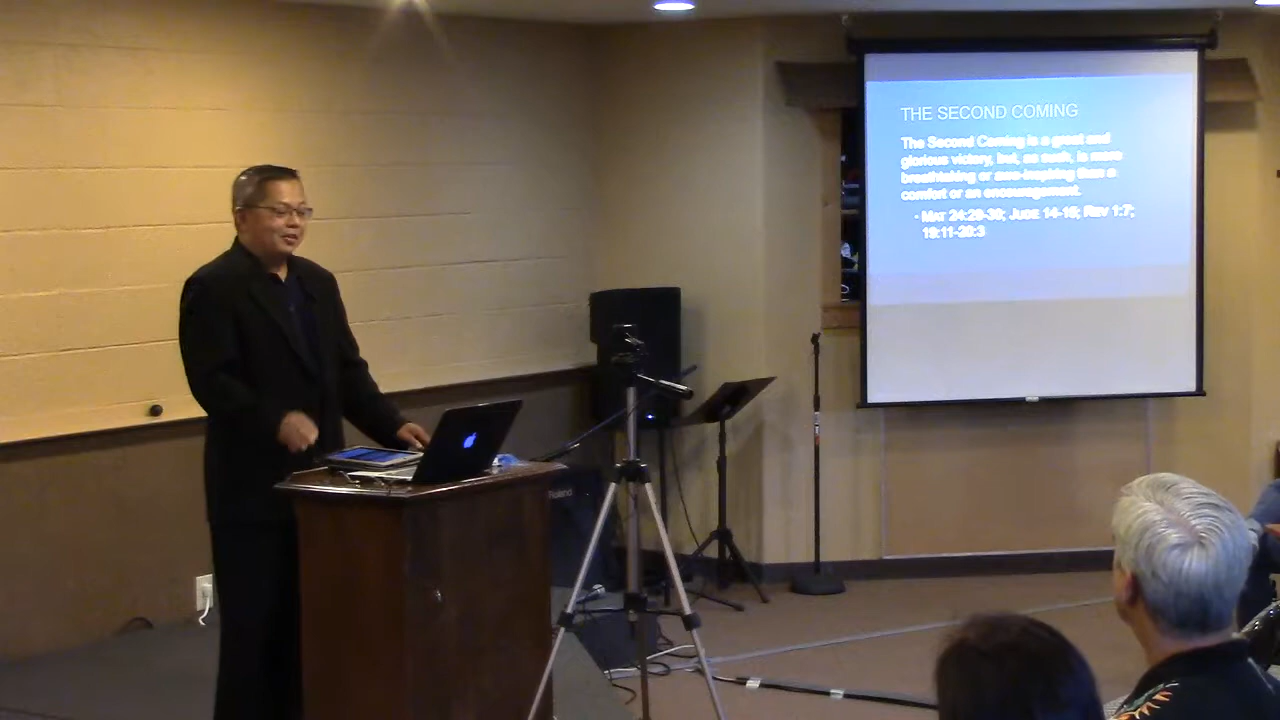 THE SECOND COMING
The Second Coming is a great and
glorious victory, but, as such, is more
breathtaking or awe-inspiring than a
comfort or an encouragement.
- MAT 24:29-30; JUDE 14-15; REV 1:7;
19:11-20:3
Roland